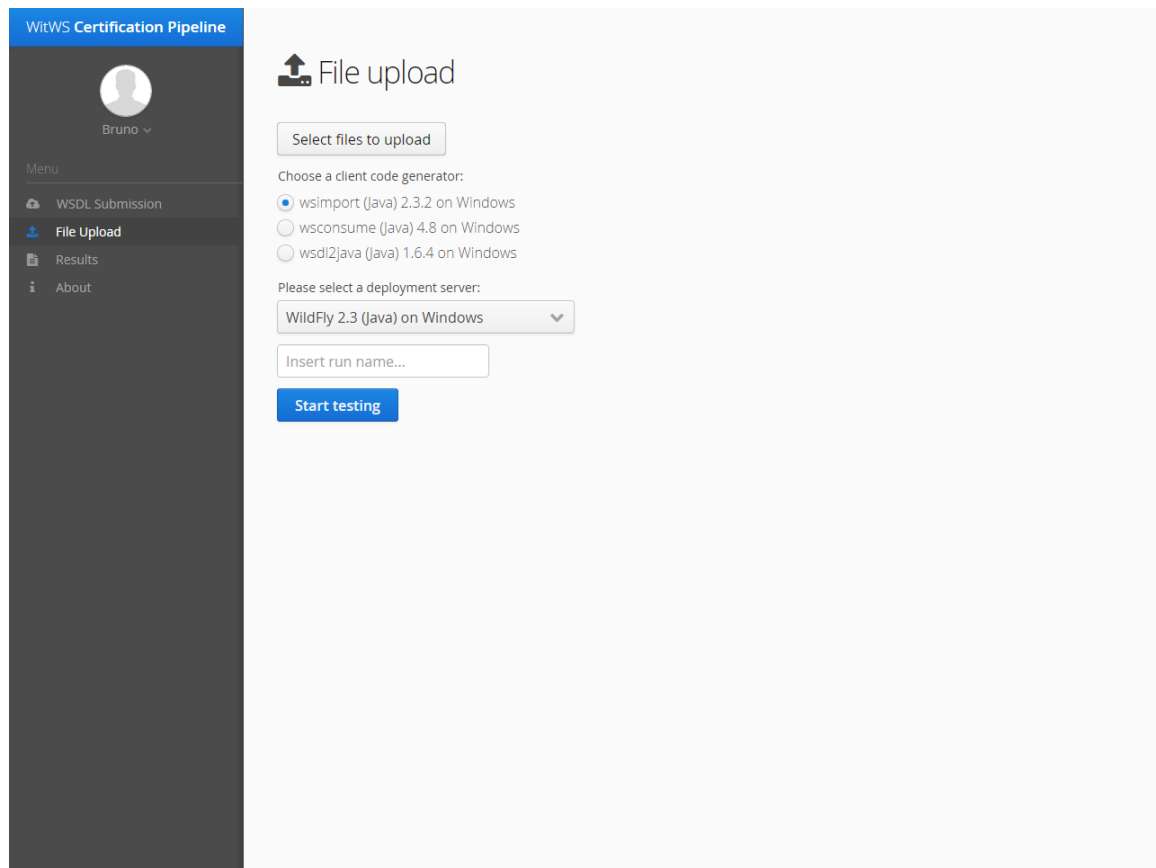 WitWS Certification Pipeline
Bruno
Menu
WSDL Submission
File Upload
Results
About
File upload
Select files to upload
Choose a client code generator:
wsimport (Java) 2.3.2 on Windows
wsconsume (Java) 4.8 on Windows
wsdl2java (Java) 1.6.4 on Windows
Please select a deployment server:
WildFly 2.3 (Java) on Windows
Insert run name...
Start testing